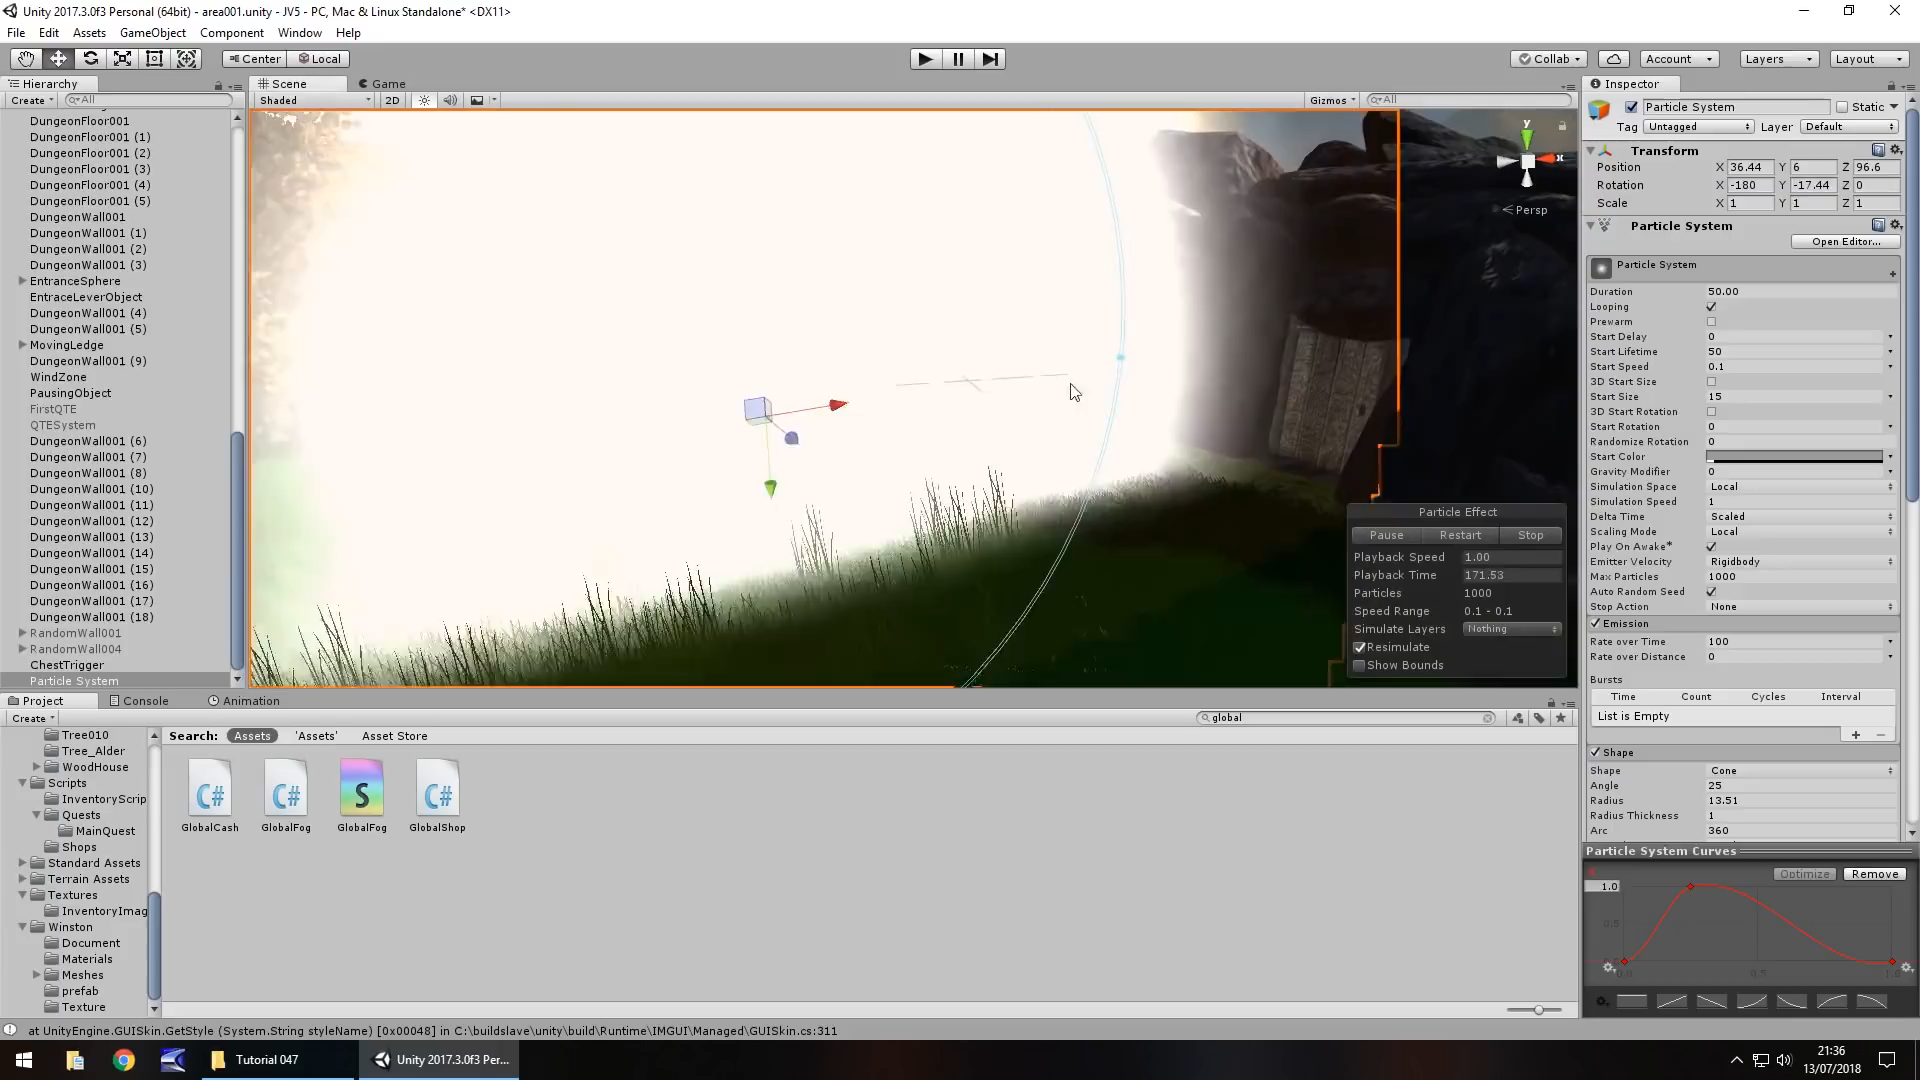 Unity 2017.3.0f3 Personal (64bit) - area001.unity - JV5 - PC, Mac & Linux Standalone* <DX11>
File Edit Assets GameObject Component Window Help
Center Local Collab Account Layers Layout
Hierarchy
Create All
DungeonFloor001
DungeonFloor001 (1)
DungeonFloor001 (2)
DungeonFloor001 (3)
DungeonFloor001 (4)
DungeonFloor001 (5)
DungeonWall001
DungeonWall001 (1)
DungeonWall001 (2)
DungeonWall001 (3)
EntranceSphere
EntraceLeverObject
DungeonWall001 (4)
DungeonWall001 (5)
MovingLedge
DungeonWall001 (9)
WindZone
PausingObject
FirstQTE
QTESystem
DungeonWall001 (6)
DungeonWall001 (7)
DungeonWall001 (8)
DungeonWall001 (10)
DungeonWall001 (11)
DungeonWall001 (12)
DungeonWall001 (13)
DungeonWall001 (14)
DungeonWall001 (15)
DungeonWall001 (16)
DungeonWall001 (17)
DungeonWall001 (18)
RandomWall001
RandomWall004
ChestTrigger
Particle System
Scene Game
Shaded 2D Gizmos All
y
x
Persp
Particle Effect
Pause Restart Stop
Playback Speed 1.00
Playback Time 171.53
Particles 1000
Speed Range 0.1 - 0.1
Simulate Layers Nothing
Resimulate
Show Bounds
Inspector
Particle System Static
Tag Untagged Layer Default
Transform
Position X 36.44 Y 6 Z 96.6
Rotation X -180 Y -17.44 Z 0
Scale X 1 Y 1 Z 1
Particle System
Open Editor...
Particle System
Duration 50.00
Looping
Prewarm
Start Delay 0
Start Lifetime 50
Start Speed 0.1
3D Start Size
Start Size 15
3D Start Rotation
Start Rotation 0
Randomize Rotation 0
Start Color
Gravity Modifier 0
Simulation Space Local
Simulation Speed 1
Delta Time Scaled
Scaling Mode Local
Play On Awake*
Emitter Velocity Rigidbody
Max Particles 1000
Auto Random Seed
Stop Action None
Emission
Rate over Time 100
Rate over Distance 0
Bursts
Time Count Cycles Interval
List is Empty
Shape
Shape Cone
Angle 25
Radius 13.51
Radius Thickness 1
Arc 360
Particle System Curves
Optimize Remove
1.0
0.5
0.0 0.5 1.0
Project Console Animation
Create global
Tree010
Tree_Alder
WoodHouse
Scripts
InventoryScrip
Quests
MainQuest
Shops
Standard Assets
Terrain Assets
Textures
InventoryImag
Winston
Document
Materials
Meshes
prefab
Texture
Search: Assets 'Assets' Asset Store
C# C# S C#
GlobalCash GlobalFog GlobalFog GlobalShop
at UnityEngine.GUISkin.GetStyle (System.String styleName) [0x00048] in C:\buildslave\unity\build\Runtime\IMGUI\Managed\GUISkin.cs:311
Tutorial 047
Unity 2017.3.0f3 Per...
21:36
13/07/2018